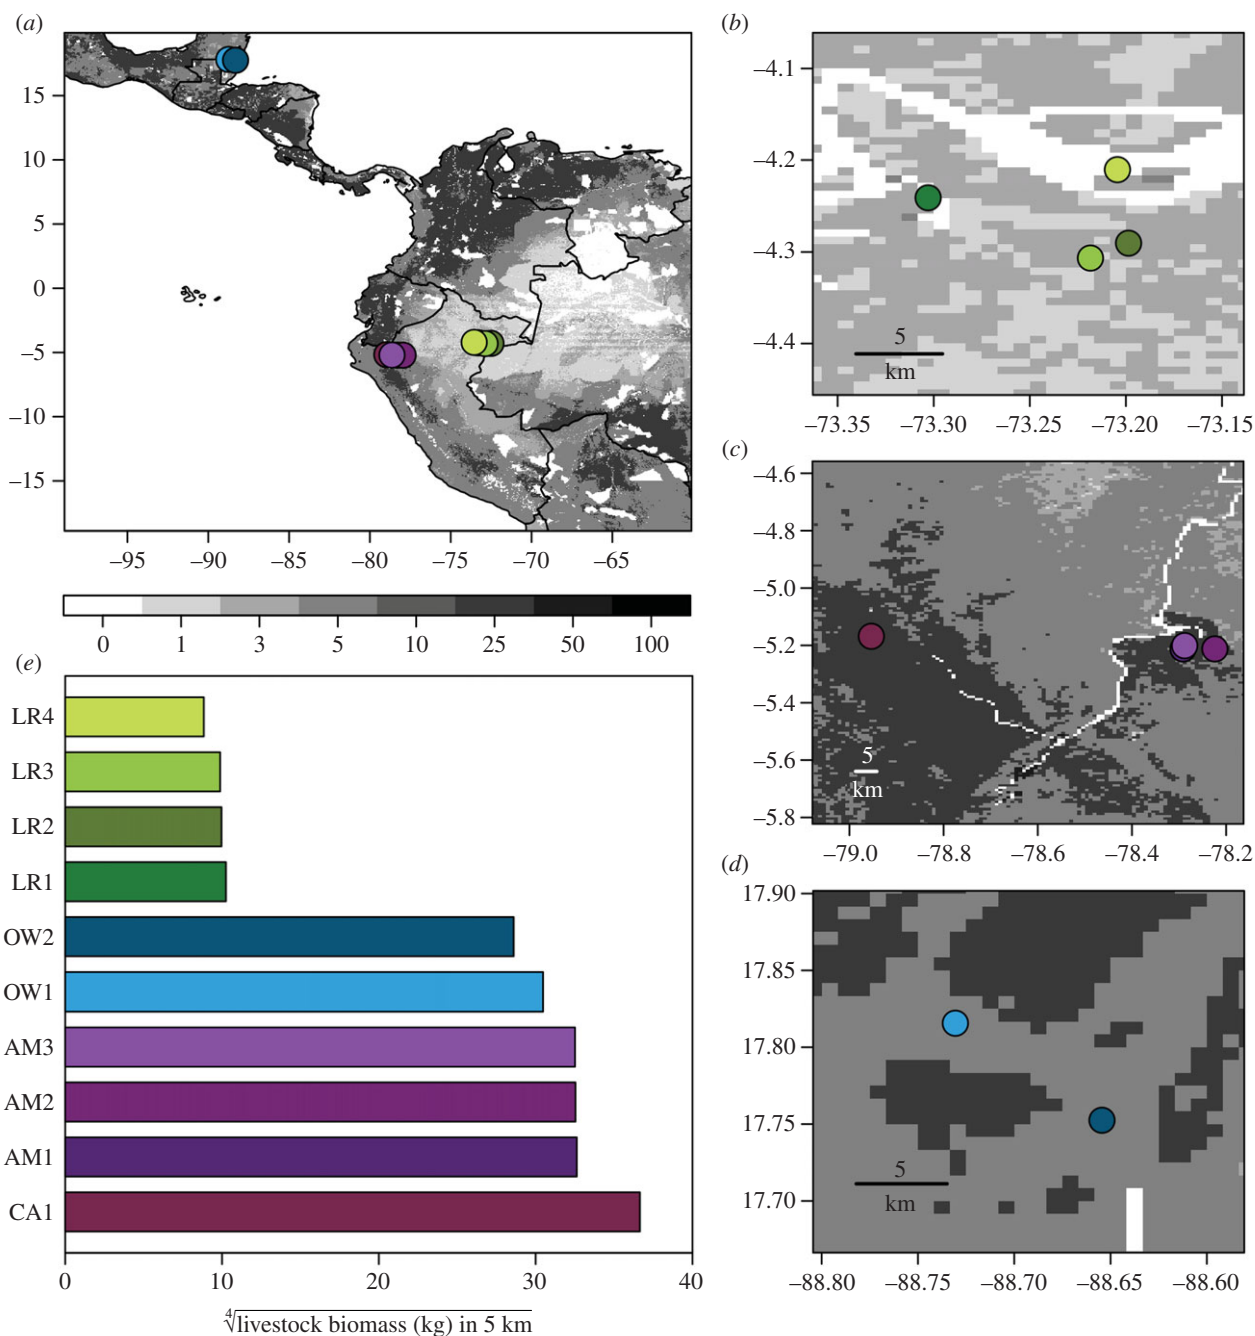 (a)
15
10
5
0
−5
−10
−15
−95 −90 −85 −80 −75 −70 −65
0 1 3 5 10 25 50 100
(b)
−4.1
−4.2
−4.3
−4.4
5
km
−73.35 −73.30 −73.25 −73.20 −73.15
(c)
−4.6
−4.8
−5.0
−5.2
−5.4
−5.6
−5.8
5
km
−79.0 −78.8 −78.6 −78.4 −78.2
(d)
17.90
17.85
17.80
17.75
17.70
5
km
−88.80 −88.75 −88.70 −88.65 −88.60
(e)
LR4
LR3
LR2
LR1
OW2
OW1
AM3
AM2
AM1
CA1
0 10 20 30 40
∜livestock biomass (kg) in 5 km